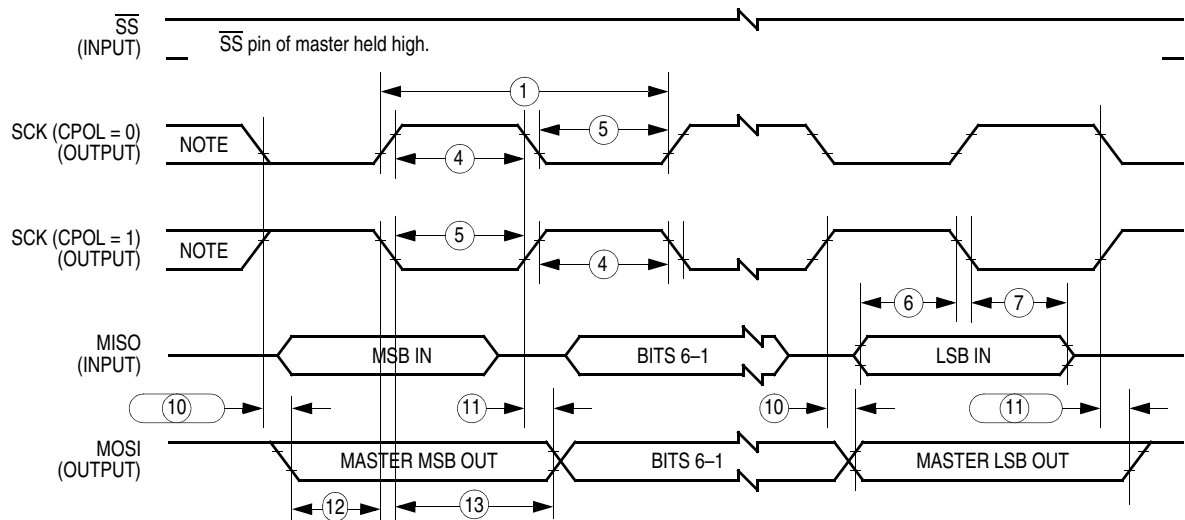 SS
(INPUT)
SS pin of master held high.
1
SCK (CPOL = 0)
(OUTPUT)
NOTE
4
5
SCK (CPOL = 1)
(OUTPUT)
NOTE
5
4
6
7
MISO
(INPUT)
MSB IN
BITS 6–1
LSB IN
10
11
10
11
MOSI
(OUTPUT)
MASTER MSB OUT
BITS 6–1
MASTER LSB OUT
12
13